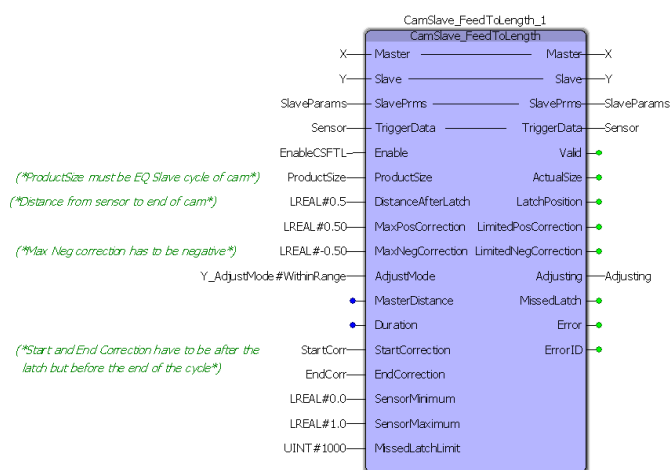 CamSlave_FeedToLength_1
CamSlave_FeedToLength
X Master Master X
Y Slave Slave Y
SlaveParams SlavePrms SlavePrms SlaveParams
Sensor TriggerData TriggerData Sensor
EnableCSFTL Enable Valid
(*ProductSize must be EQ Slave cycle of cam*) ProductSize ProductSize ActualSize
(*Distance from sensor to end of cam*) LREAL#0.5 DistanceAfterLatch LatchPosition
LREAL#0.50 MaxPosCorrection LimitedPosCorrection
(*Max Neg correction has to be negative*) LREAL#-0.50 MaxNegCorrection LimitedNegCorrection
Y_AdjustMode#WithinRange AdjustMode Adjusting Adjusting
MasterDistance MissedLatch
Duration Error
(*Start and End Correction have to be after the StartCorr StartCorrection ErrorID
latch but before the end of the cycle*) EndCorr EndCorrection
LREAL#0.0 SensorMinimum
LREAL#1.0 SensorMaximum
UINT#1000 MissedLatchLimit